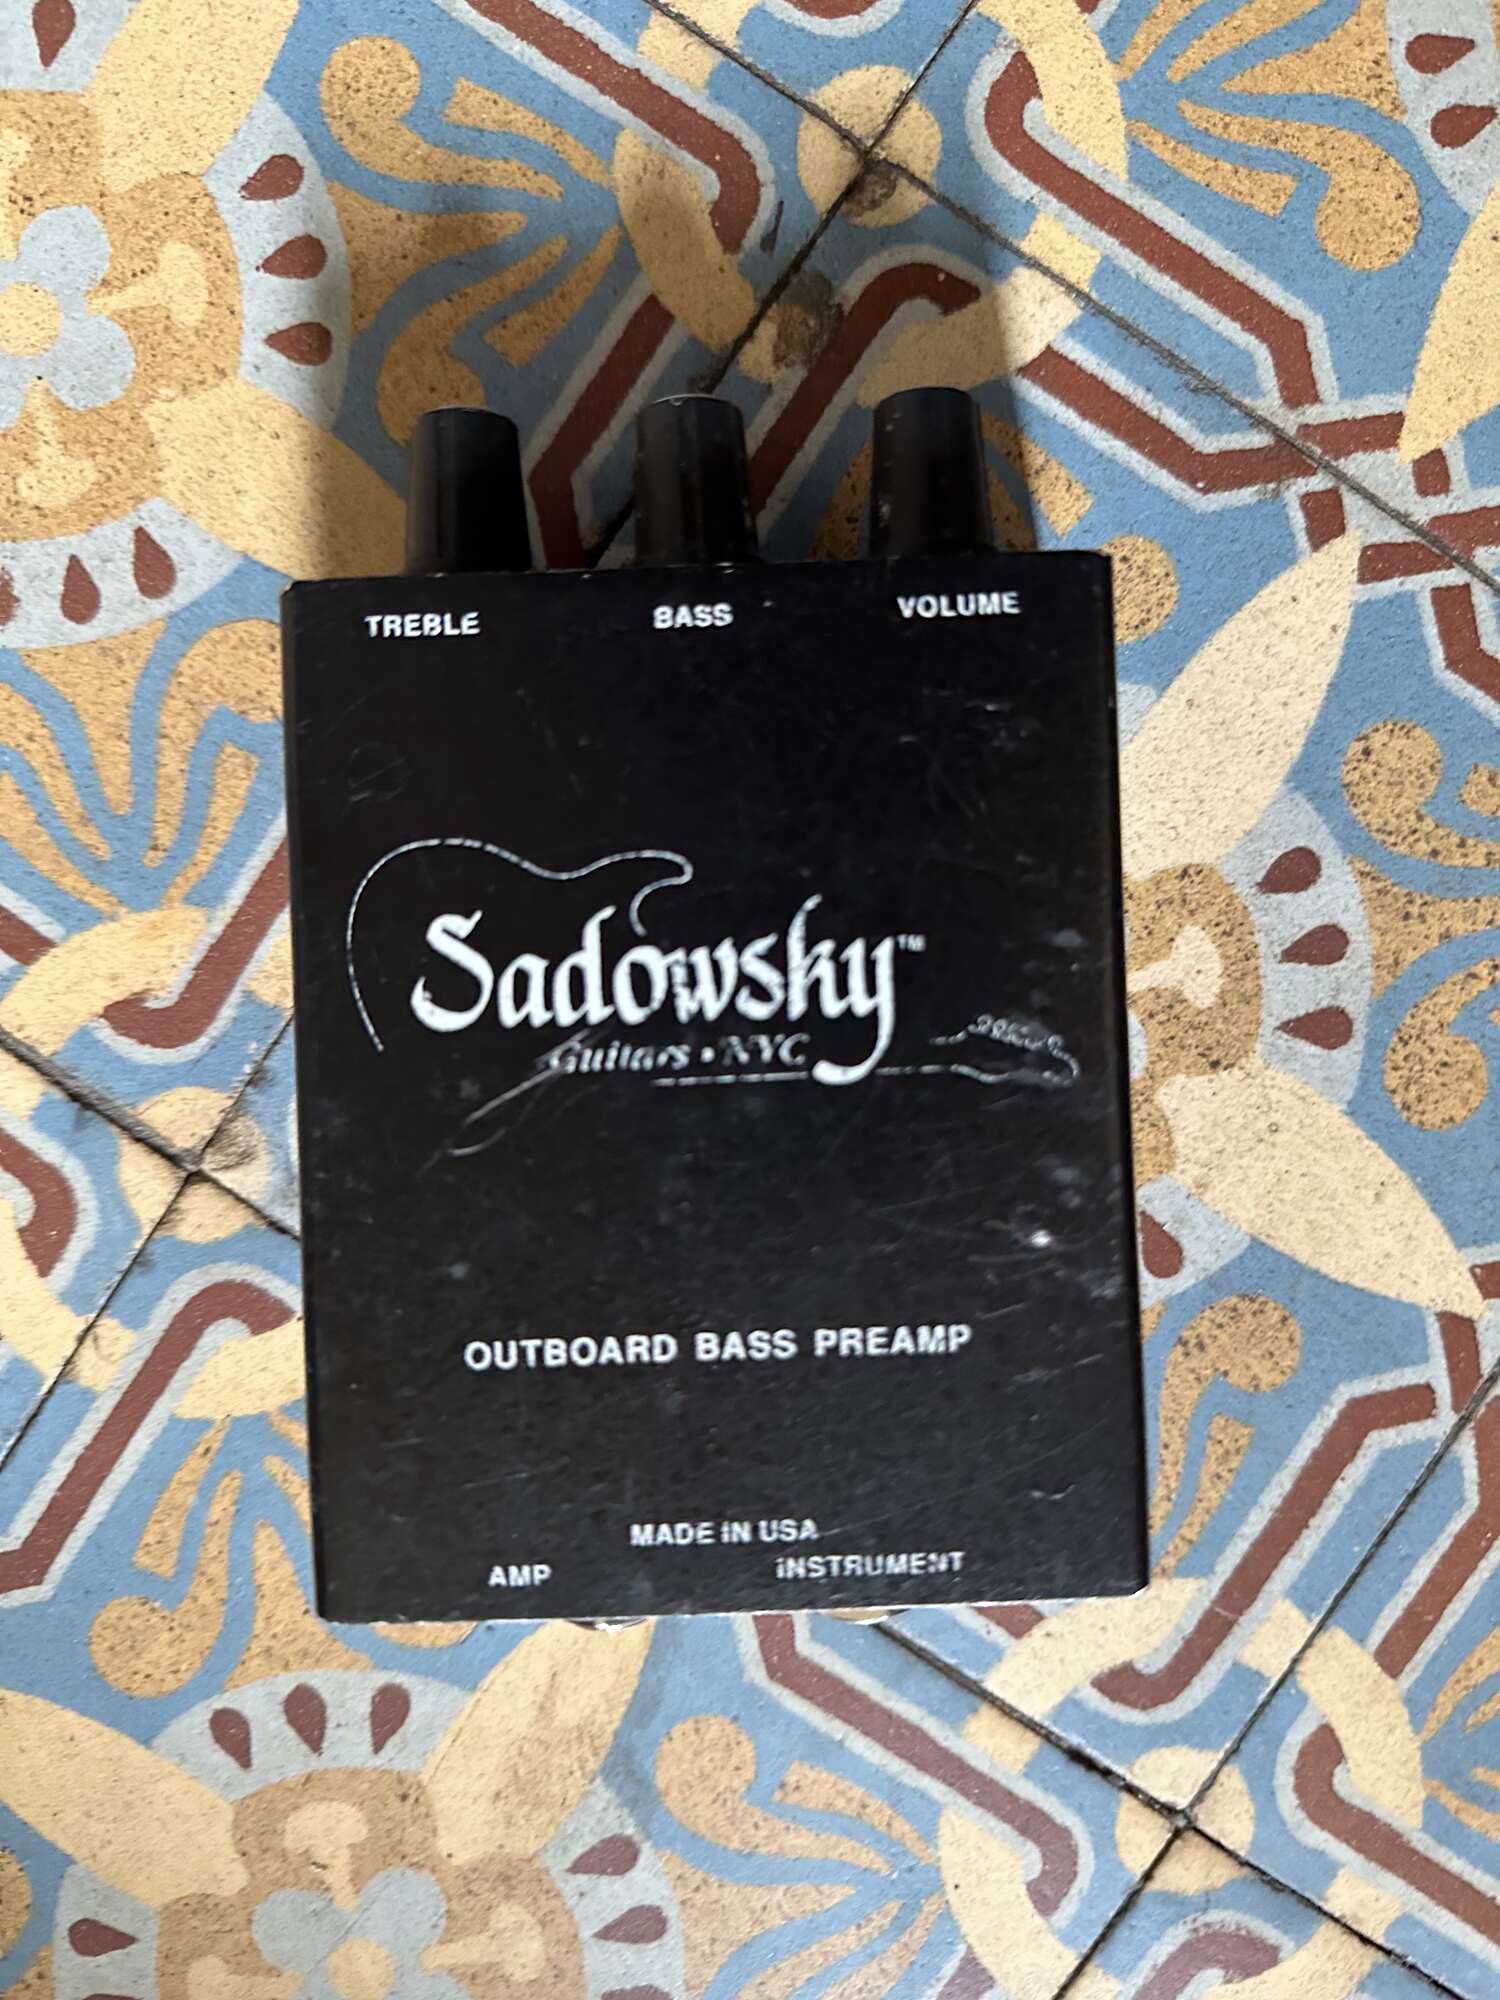 TREBLE BASS VOLUME
Sadowsky™
Guitars • NYC
OUTBOARD BASS PREAMP
MADE IN USA
AMP INSTRUMENT